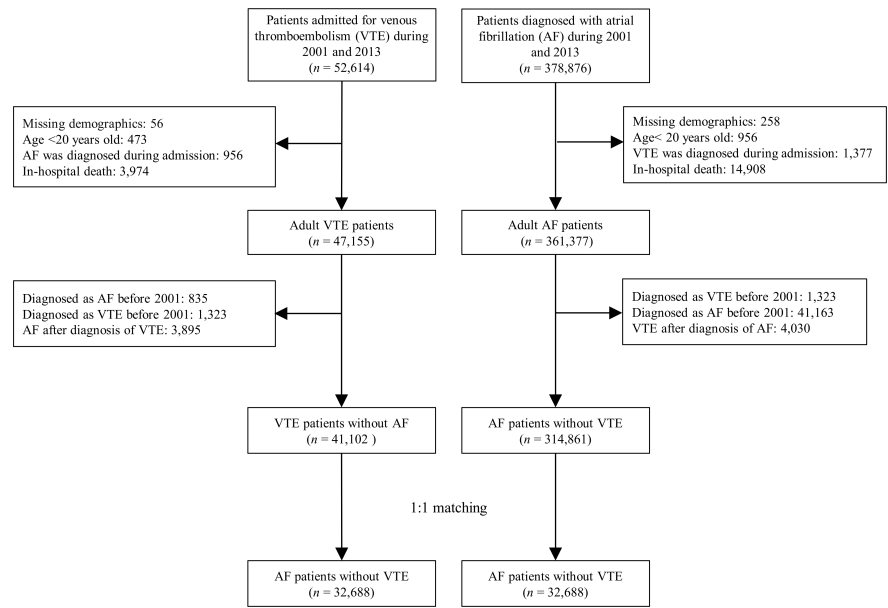 Patients admitted for venous
thromboembolism (VTE) during
2001 and 2013
(n = 52,614)
Patients diagnosed with atrial
fibrillation (AF) during 2001
and 2013
(n = 378,876)
Missing demographics: 56
Age <20 years old: 473
AF was diagnosed during admission: 956
In-hospital death: 3,974
Missing demographics: 258
Age< 20 years old: 956
VTE was diagnosed during admission: 1,377
In-hospital death: 14,908
Adult VTE patients
(n = 47,155)
Adult AF patients
(n = 361,377)
Diagnosed as AF before 2001: 835
Diagnosed as VTE before 2001: 1,323
AF after diagnosis of VTE: 3,895
Diagnosed as VTE before 2001: 1,323
Diagnosed as AF before 2001: 41,163
VTE after diagnosis of AF: 4,030
VTE patients without AF
(n = 41,102 )
AF patients without VTE
(n = 314,861)
1:1 matching
AF patients without VTE
(n = 32,688)
AF patients without VTE
(n = 32,688)